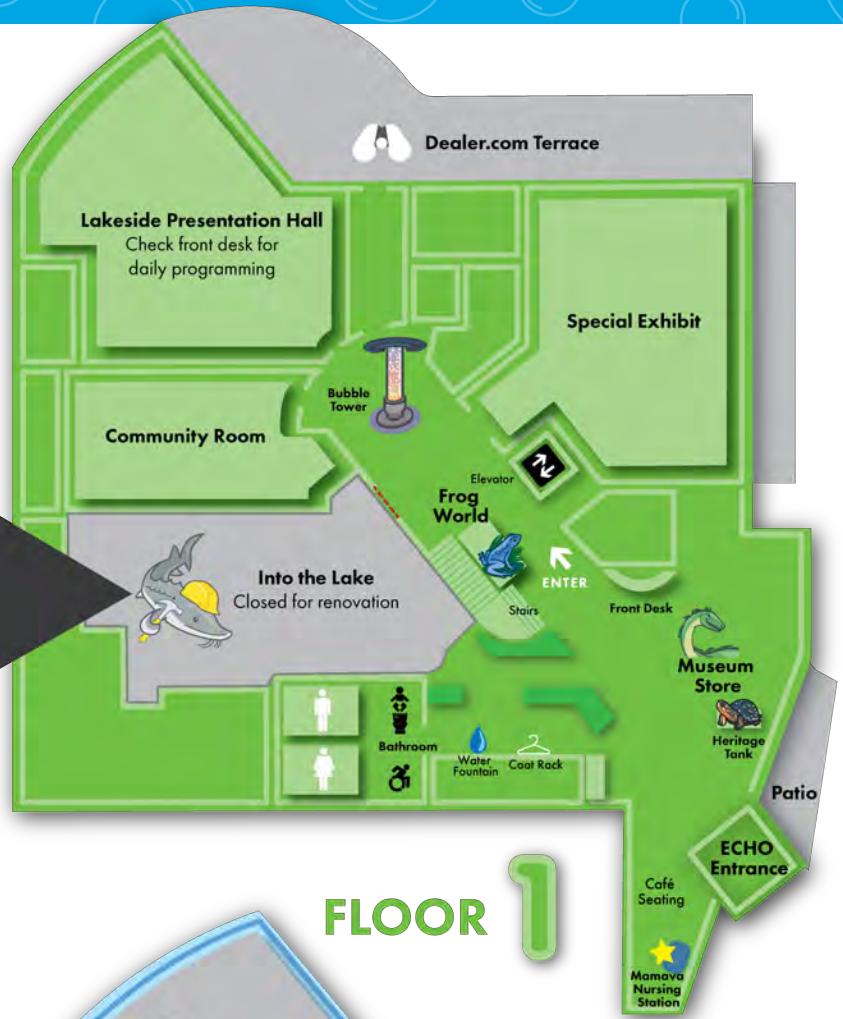 Dealer.com Terrace
Lakeside Presentation Hall
Check front desk for
daily programming
Special Exhibit
Bubble
Tower
Community Room
Elevator
Frog
World
ENTER
Into the Lake
Closed for renovation
Stairs
Front Desk
Museum
Store
Bathroom
Water
Fountain
Coat Rack
Heritage
Tank
Patio
ECHO
Entrance
Café
Seating
FLOOR 1
Mamava
Nursing
Station